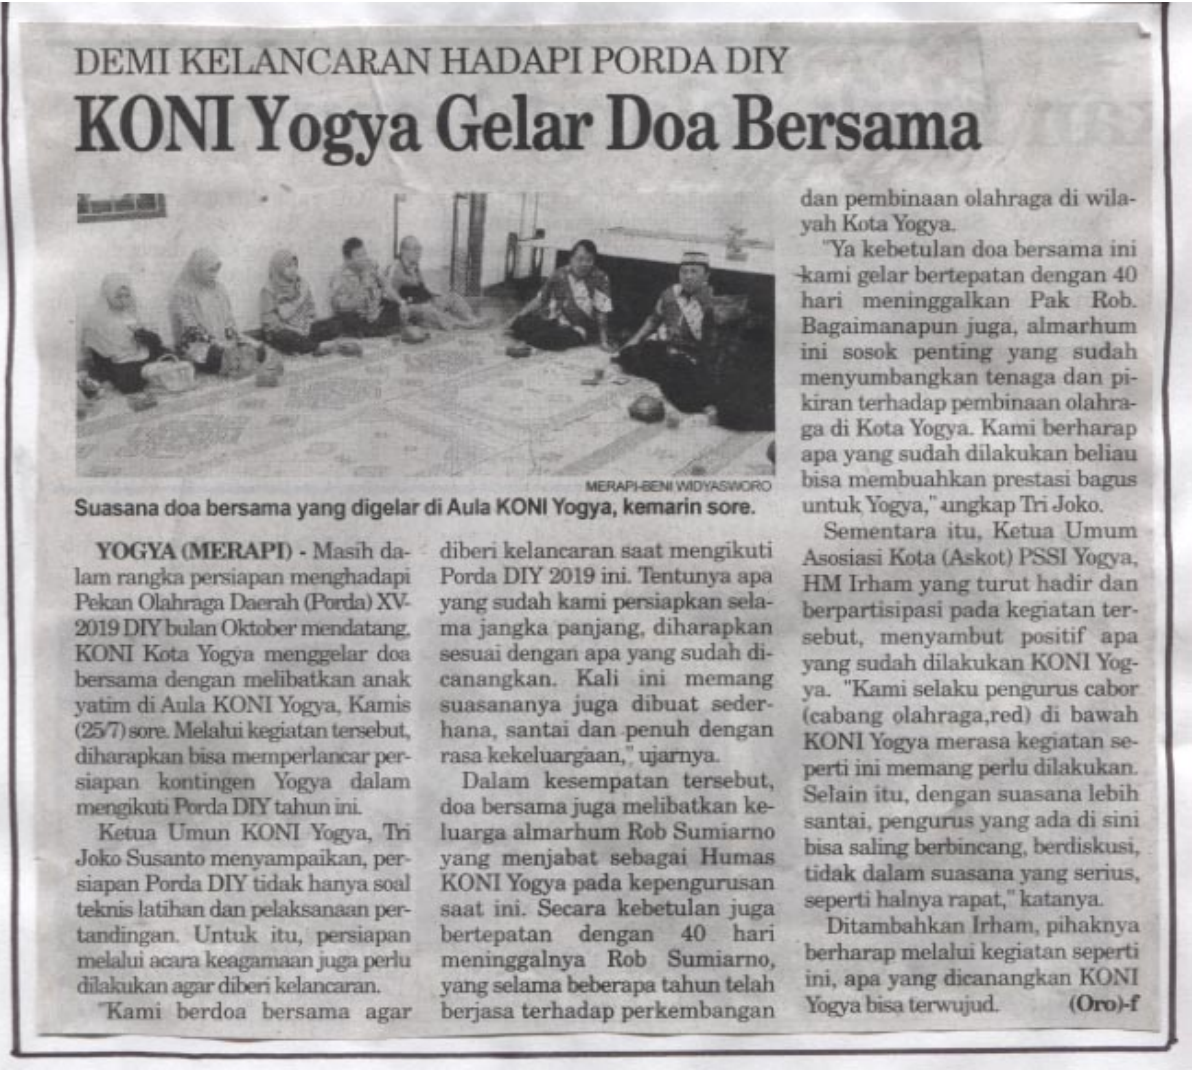 DEMI KELANCARAN HADAPI PORDA DIY
KONI Yogya Gelar Doa Bersama
MERAPI-BENI WIDYASWORO
Suasana doa bersama yang digelar di Aula KONI Yogya, kemarin sore.
YOGYA (MERAPI) - Masih da-
lam rangka persiapan menghadapi
Pekan Olahraga Daerah (Porda) XV-
2019 DIY bulan Oktober mendatang,
KONI Kota Yogya menggelar doa
bersama dengan melibatkan anak
yatim di Aula KONI Yogya, Kamis
(25/7) sore. Melalui kegiatan tersebut,
diharapkan bisa memperlancar per-
siapan kontingen Yogya dalam
mengikuti Porda DIY tahun ini.
Ketua Umun KONI Yogya, Tri
Joko Susanto menyampaikan, per-
siapan Porda DIY tidak hanya soal
teknis latihan dan pelaksanaan per-
tandingan. Untuk itu, persiapan
melalui acara keagamaan juga perlu
dilakukan agar diberi kelancaran.
"Kami berdoa bersama agar
diberi kelancaran saat mengikuti
Porda DIY 2019 ini. Tentunya apa
yang sudah kami persiapkan sela-
ma jangka panjang, diharapkan
sesuai dengan apa yang sudah di-
canangkan. Kali ini memang
suasananya juga dibuat seder-
hana, santai dan penuh dengan
rasa kekeluargaan," ujarnya.
Dalam kesempatan tersebut,
doa bersama juga melibatkan ke-
luarga almarhum Rob Sumiarno
yang menjabat sebagai Humas
KONI Yogya pada kepengurusan
saat ini. Secara kebetulan juga
bertepatan dengan 40 hari
meninggalnya Rob Sumiarno,
yang selama beberapa tahun telah
berjasa terhadap perkembangan
dan pembinaan olahraga di wila-
yah Kota Yogya.
"Ya kebetulan doa bersama ini
kami gelar bertepatan dengan 40
hari meninggalkan Pak Rob.
Bagaimanapun juga, almarhum
ini sosok penting yang sudah
menyumbangkan tenaga dan pi-
kiran terhadap pembinaan olahra-
ga di Kota Yogya. Kami berharap
apa yang sudah dilakukan beliau
bisa membuahkan prestasi bagus
untuk Yogya," ungkap Tri Joko.
Sementara itu, Ketua Umum
Asosiasi Kota (Askot) PSSI Yogya,
HM Irham yang turut hadir dan
berpartisipasi pada kegiatan ter-
sebut, menyambut positif apa
yang sudah dilakukan KONI Yog-
ya. "Kami selaku pengurus cabor
(cabang olahraga,red) di bawah
KONI Yogya merasa kegiatan se-
perti ini memang perlu dilakukan.
Selain itu, dengan suasana lebih
santai, pengurus yang ada di sini
bisa saling berbincang, berdiskusi,
tidak dalam suasana yang serius,
seperti halnya rapat," katanya.
Ditambahkan Irham, pihaknya
berharap melalui kegiatan seperti
ini, apa yang dicanangkan KONI
Yogya bisa terwujud. (Oro)-f